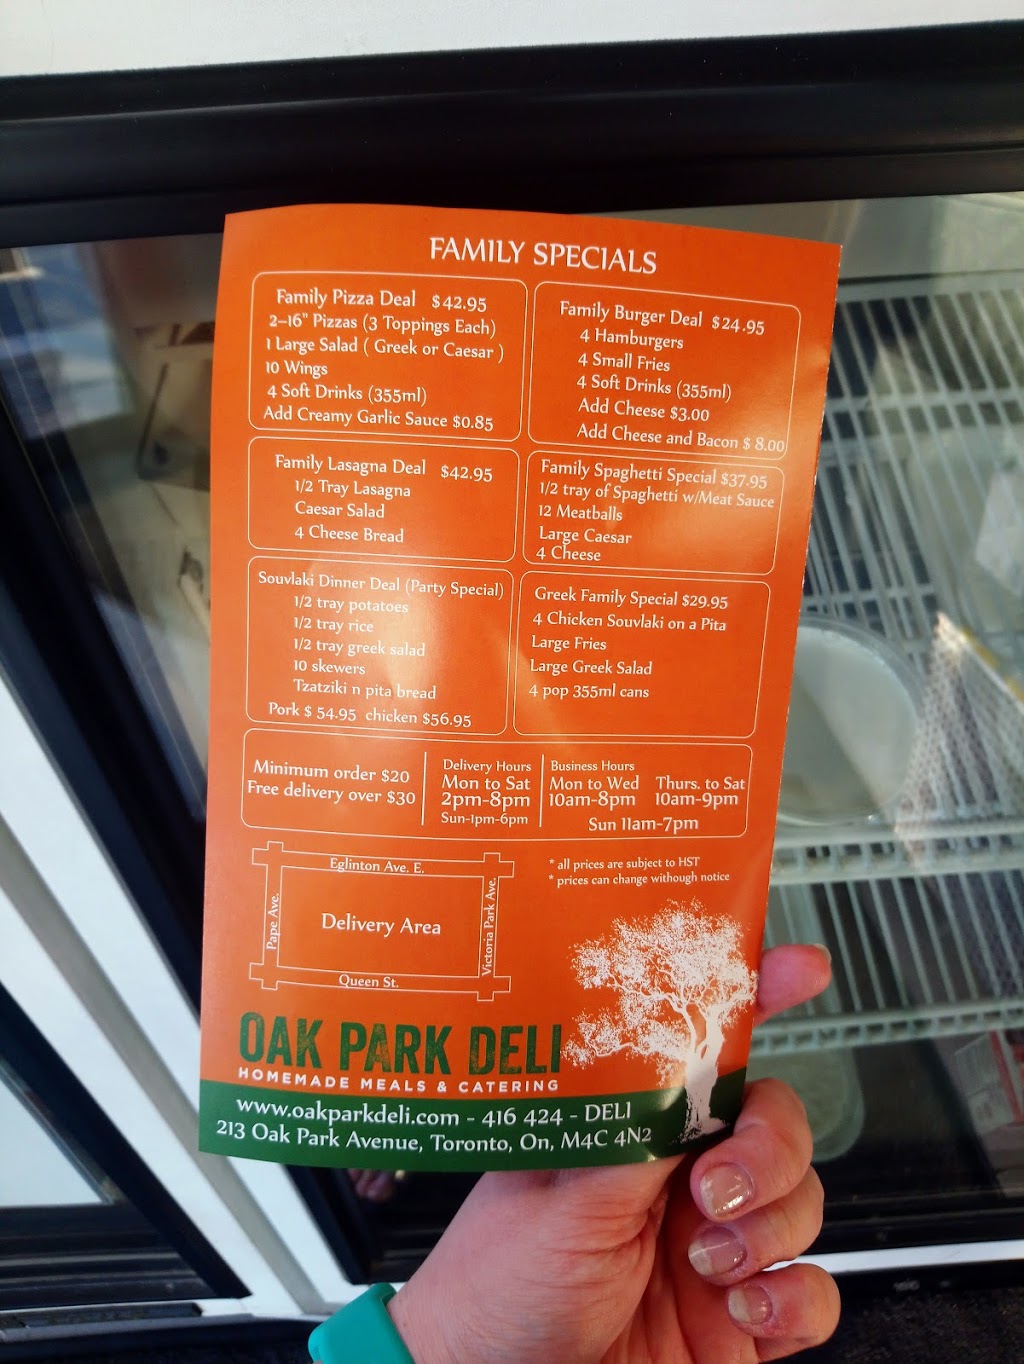 FAMILY SPECIALS
Family Pizza Deal $42.95
2-16" Pizzas (3 Toppings Each)
1 Large Salad ( Greek or Caesar )
10 Wings
4 Soft Drinks (355ml)
Add Creamy Garlic Sauce $0.85
Family Burger Deal $24.95
4 Hamburgers
4 Small Fries
4 Soft Drinks (355ml)
Add Cheese $3.00
Add Cheese and Bacon $ 8.00
Family Lasagna Deal $42.95
1/2 Tray Lasagna
Caesar Salad
4 Cheese Bread
Family Spaghetti Special $37.95
1/2 tray of Spaghetti w/Meat Sauce
12 Meatballs
Large Caesar
4 Cheese
Souvlaki Dinner Deal (Party Special)
1/2 tray potatoes
1/2 tray rice
1/2 tray greek salad
10 skewers
Tzatziki n pita bread
Pork $ 54.95 chicken $56.95
Greek Family Special $29.95
4 Chicken Souvlaki on a Pita
Large Fries
Large Greek Salad
4 pop 355ml cans
Minimum order $20
Free delivery over $30
Delivery Hours
Mon to Sat
2pm-8pm
Sun-1pm-6pm
Business Hours
Mon to Wed Thurs. to Sat
10am-8pm 10am-9pm
Sun 11am-7pm
* all prices are subject to HST
* prices can change withough notice
Eglinton Ave. E.
Pape Ave.
Delivery Area
Victoria Park Ave.
Queen St.
OAK PARK DELI
HOMEMADE MEALS & CATERING
www.oakparkdeli.com - 416 424 - DELI
213 Oak Park Avenue, Toronto, On, M4C 4N2